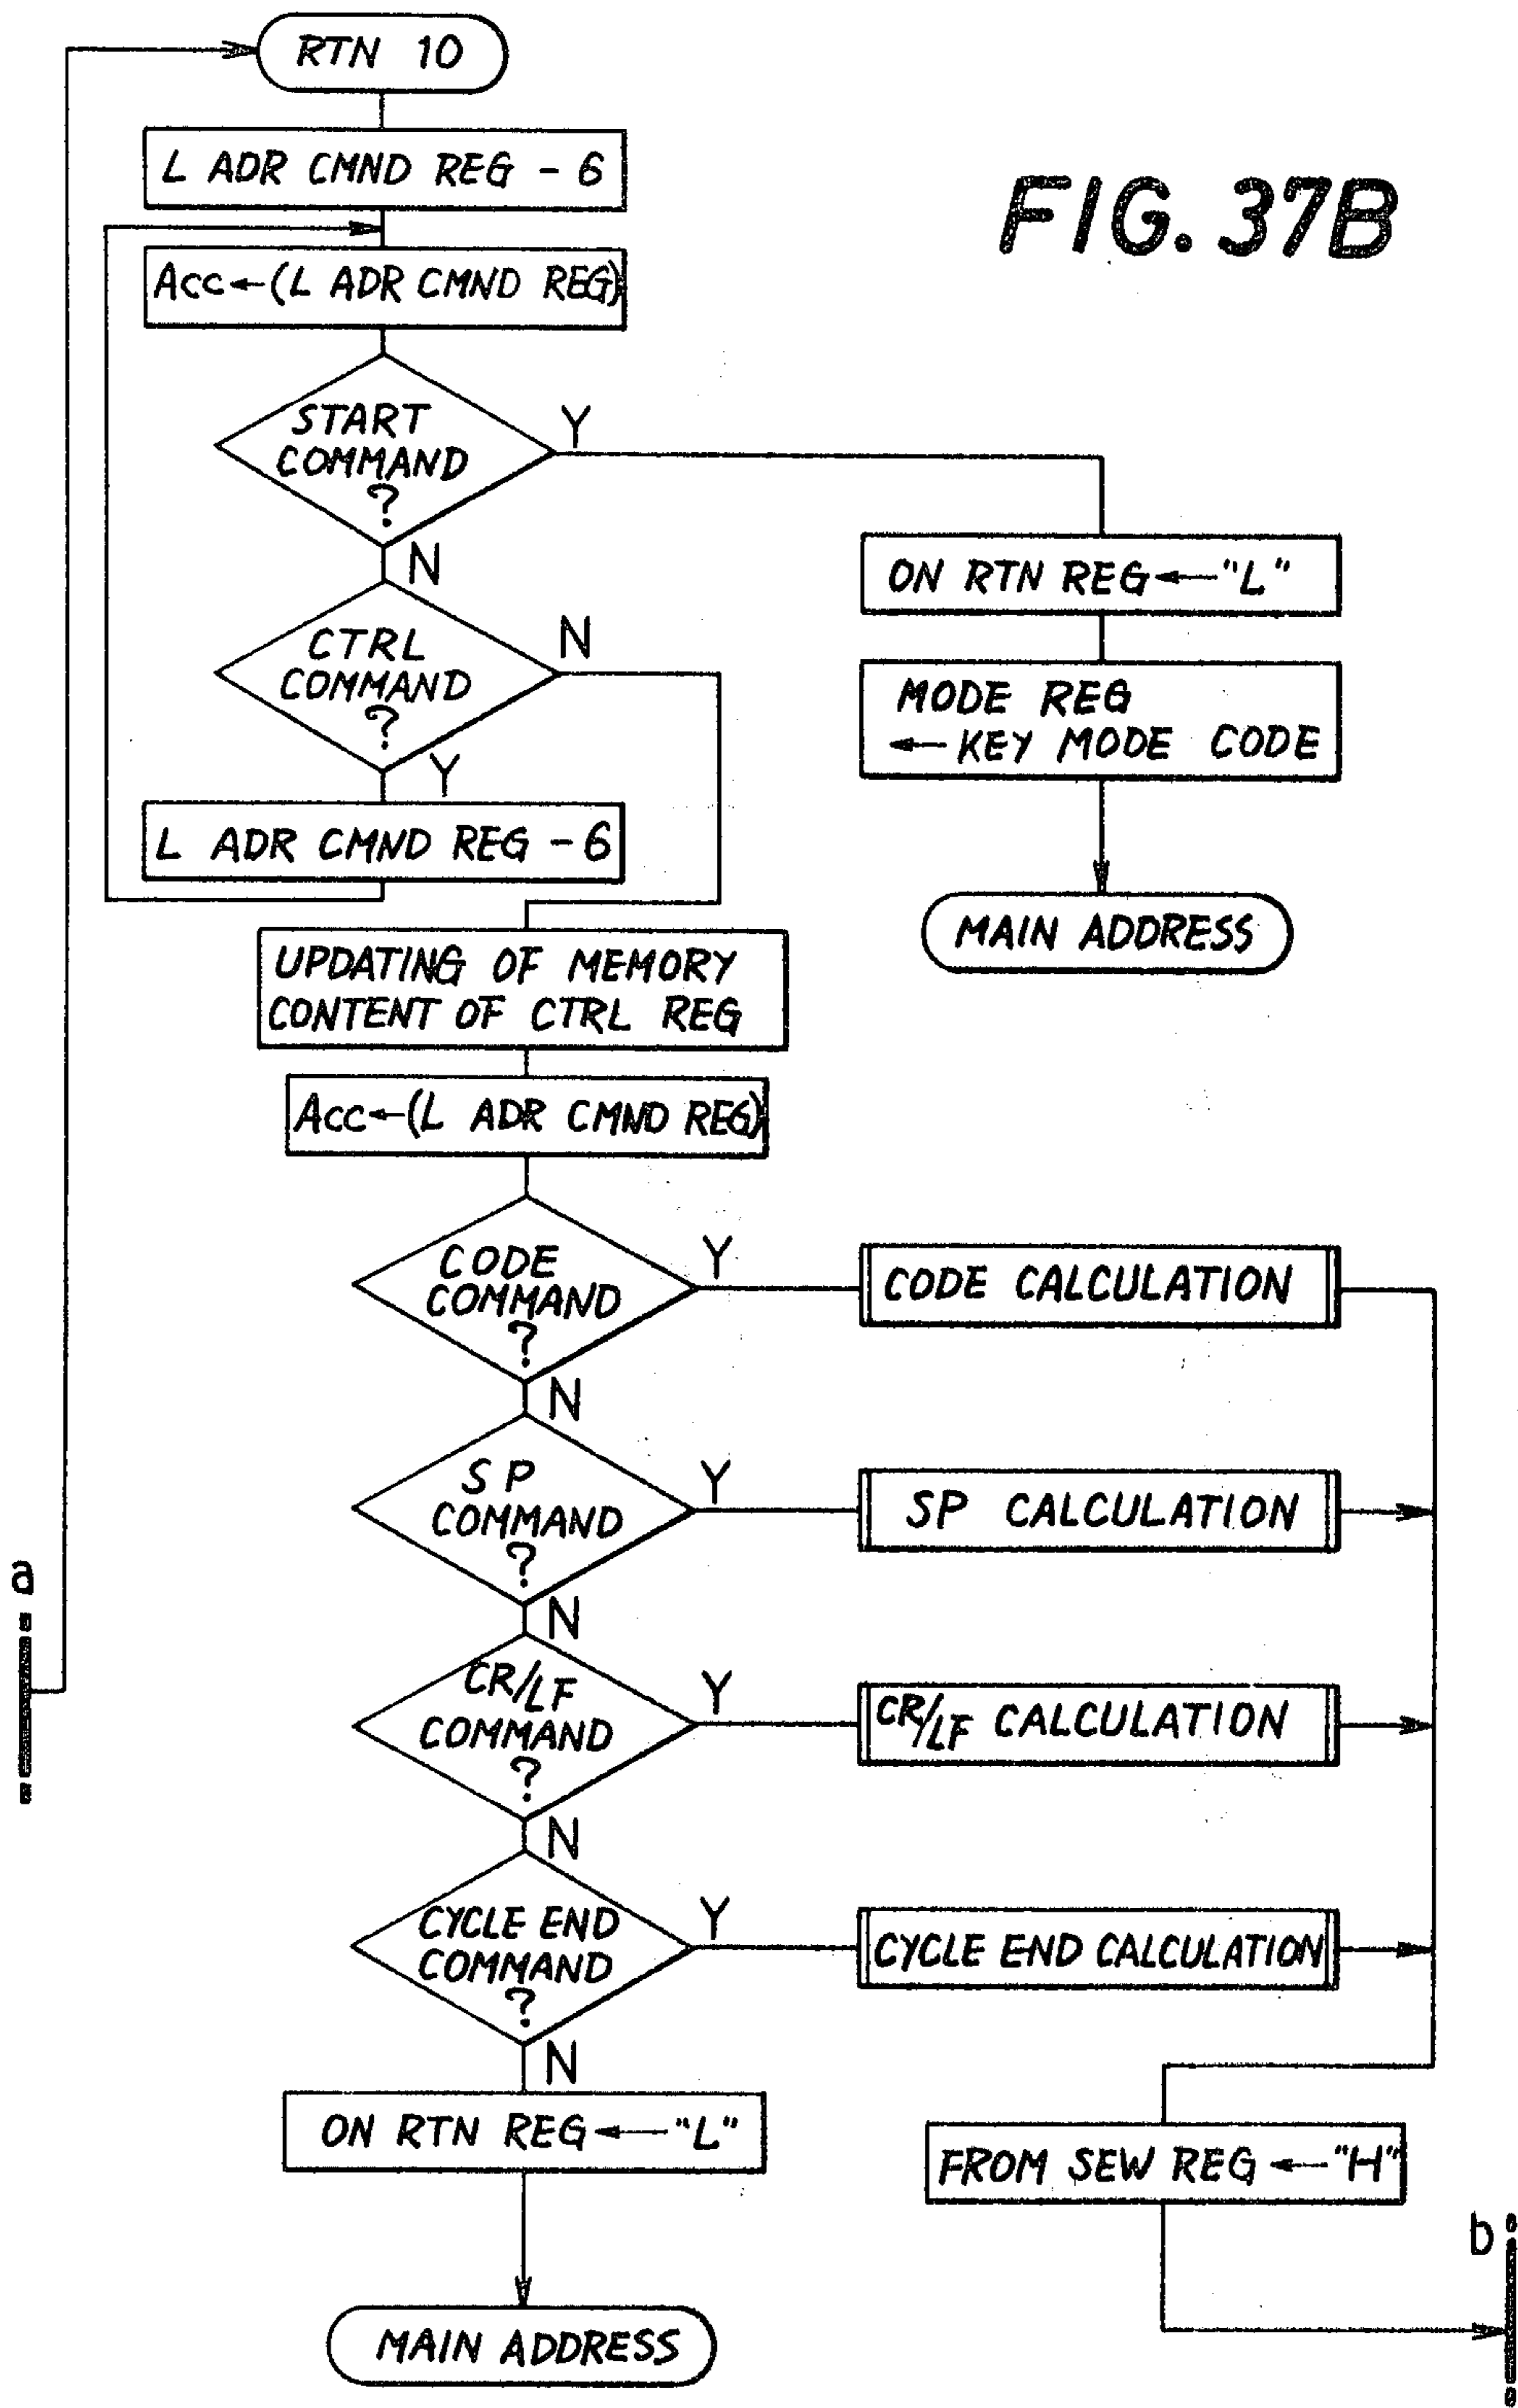 RTN 10
L ADR CMND REG - 6
FIG. 37B
Acc←(L ADR CMND REG)
START
COMMAND
?
Y
N
ON RTN REG←"L"
CTRL
COMMAND
?
N
Y
MODE REG
←KEY MODE CODE
L ADR CMND REG - 6
MAIN ADDRESS
UPDATING OF MEMORY
CONTENT OF CTRL REG
Acc←(L ADR CMND REG)
CODE
COMMAND
?
Y
CODE CALCULATION
N
SP
COMMAND
?
Y
SP CALCULATION
a
N
CR/LF
COMMAND
?
Y
CR/LF CALCULATION
N
CYCLE END
COMMAND
?
Y
CYCLE END CALCULATION
N
ON RTN REG←"L"
FROM SEW REG←"H"
b
MAIN ADDRESS